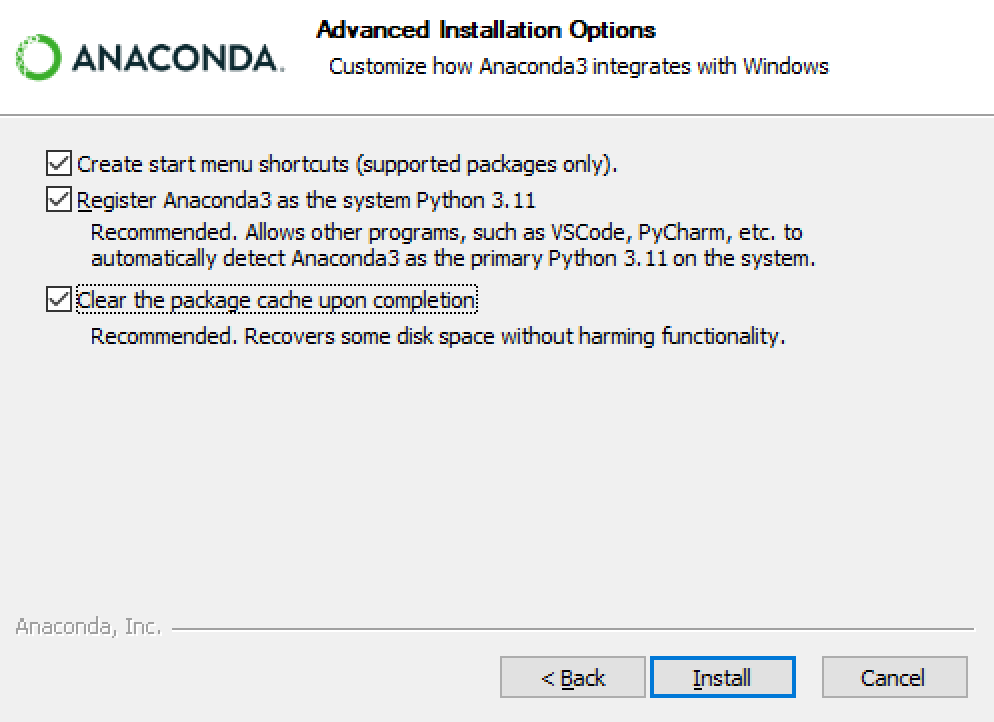 ANACONDA.
Advanced Installation Options
Customize how Anaconda3 integrates with Windows
Create start menu shortcuts (supported packages only).
Register Anaconda3 as the system Python 3.11
Recommended. Allows other programs, such as VSCode, PyCharm, etc. to
automatically detect Anaconda3 as the primary Python 3.11 on the system.
Clear the package cache upon completion
Recommended. Recovers some disk space without harming functionality.
Anaconda, Inc.
< Back
Install
Cancel